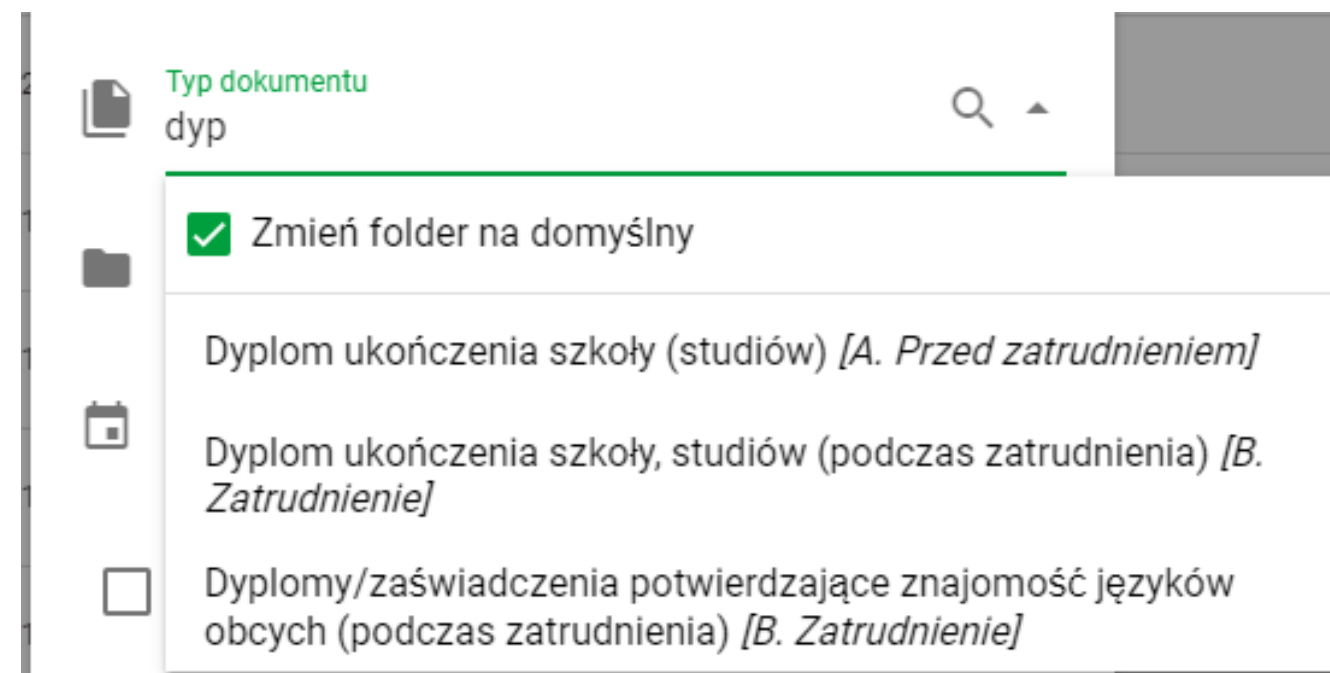 Typ dokumentu
dyp
Zmień folder na domyślny
Dyplom ukończenia szkoły (studiów) [A. Przed zatrudnieniem]
Dyplom ukończenia szkoły, studiów (podczas zatrudnienia) [B.
Zatrudnienie]
Dyplomy/zaświadczenia potwierdzające znajomość języków
obcych (podczas zatrudnienia) [B. Zatrudnienie]